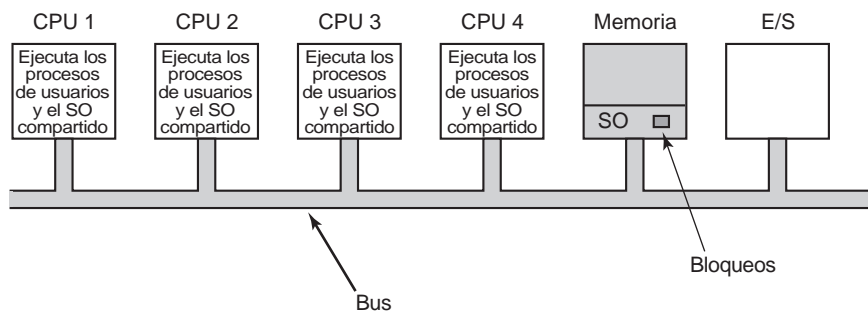 CPU 1
CPU 2
CPU 3
CPU 4
Memoria
E/S
Ejecuta los
procesos
de usuarios
y el SO
compartido
Ejecuta los
procesos
de usuarios
y el SO
compartido
Ejecuta los
procesos
de usuarios
y el SO
compartido
Ejecuta los
procesos
de usuarios
y el SO
compartido
SO
Bloqueos
Bus